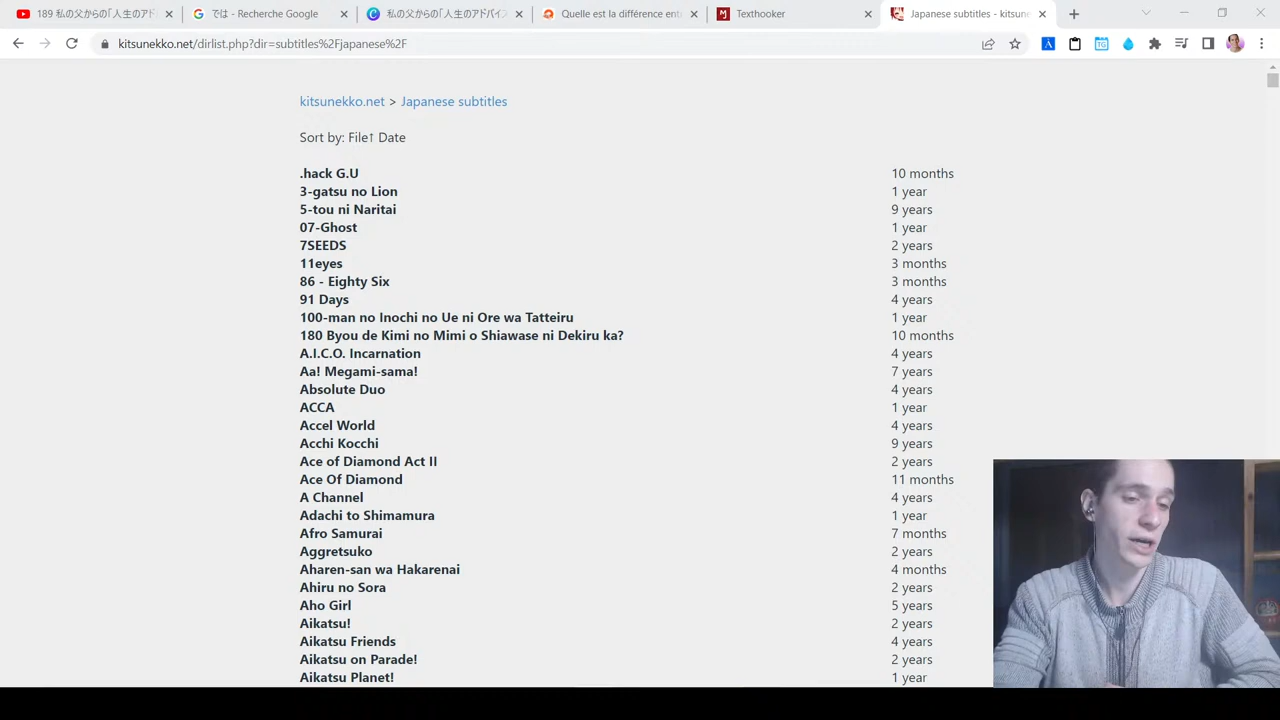 189 私の父からの「人生のアド
では - Recherche Google
私の父からの「人生のアドバイス
Quelle est la différence ent
Texthooker
Japanese subtitles - kitsune
kitsunekko.net/dirlist.php?dir=subtitles%2Fjapanese%2F
kitsunekko.net > Japanese subtitles
Sort by: File↑ Date
.hack G.U 10 months
3-gatsu no Lion 1 year
5-tou ni Naritai 9 years
07-Ghost 1 year
7SEEDS 2 years
11eyes 3 months
86 - Eighty Six 3 months
91 Days 4 years
100-man no Inochi no Ue ni Ore wa Tatteiru 1 year
180 Byou de Kimi no Mimi o Shiawase ni Dekiru ka? 10 months
A.I.C.O. Incarnation 4 years
Aa! Megami-sama! 7 years
Absolute Duo 4 years
ACCA 1 year
Accel World 4 years
Acchi Kocchi 9 years
Ace of Diamond Act II 2 years
Ace Of Diamond 11 months
A Channel 4 years
Adachi to Shimamura 1 year
Afro Samurai 7 months
Aggretsuko 2 years
Aharen-san wa Hakarenai 4 months
Ahiru no Sora 2 years
Aho Girl 5 years
Aikatsu! 2 years
Aikatsu Friends 4 years
Aikatsu on Parade! 2 years
Aikatsu Planet! 1 year